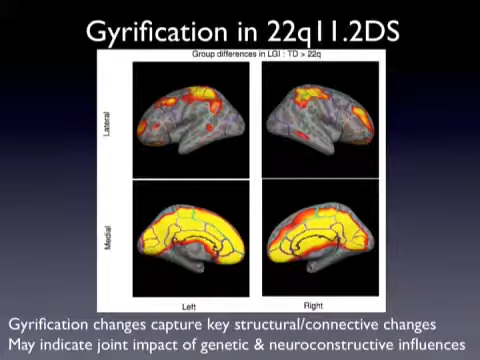 Gyrification in 22q11.2DS
Group differences in LGI : TD > 22q
Lateral
Medial
Left
Right
Gyrification changes capture key structural/connective changes
May indicate joint impact of genetic & neuroconstructive influences